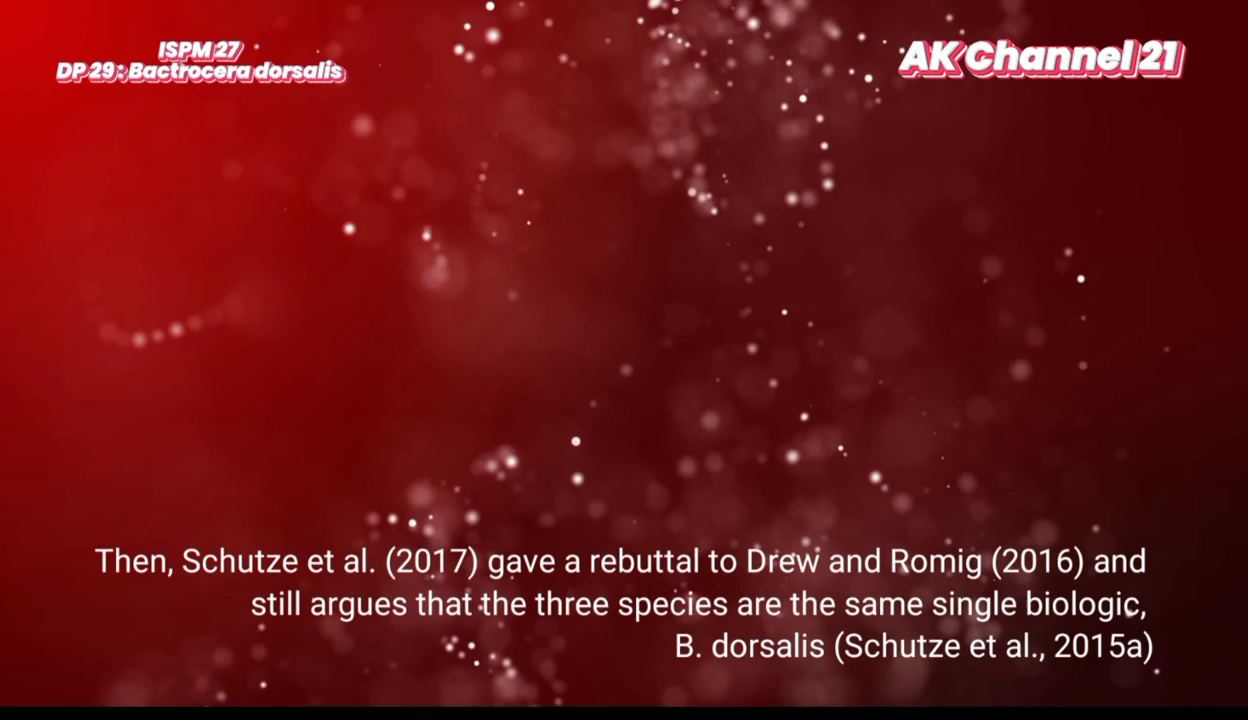 ISPM 27
DP 29 : Bactrocera dorsalis
AK Channel 21
Then, Schutze et al. (2017) gave a rebuttal to Drew and Romig (2016) and
still argues that the three species are the same single biologic,
B. dorsalis (Schutze et al., 2015a)